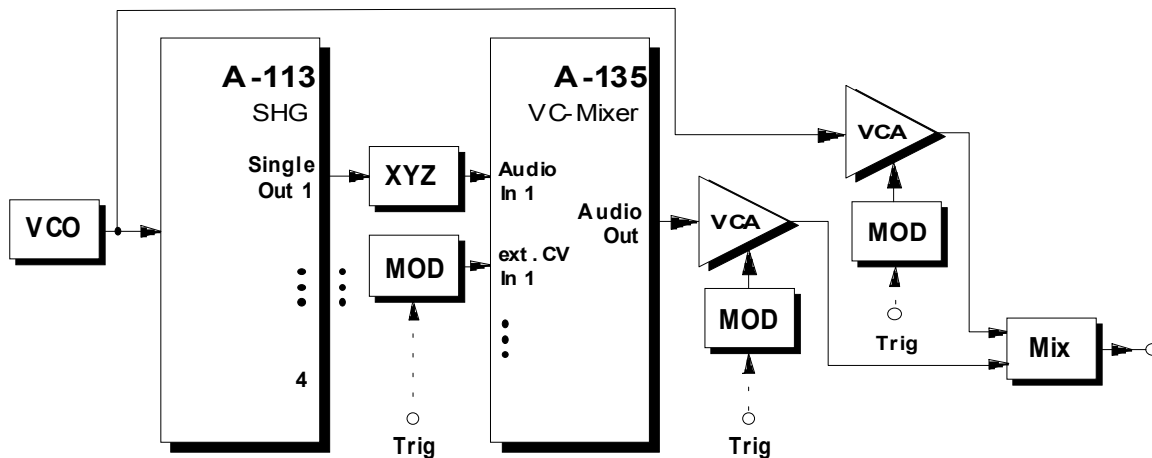 A-113
SHG
Single
Out 1
4
VCO
XYZ
MOD
Trig
A-135
VC-Mixer
Audio
In 1
ext. CV
In 1
Audio
Out
VCA
MOD
Trig
VCA
MOD
Trig
Mix